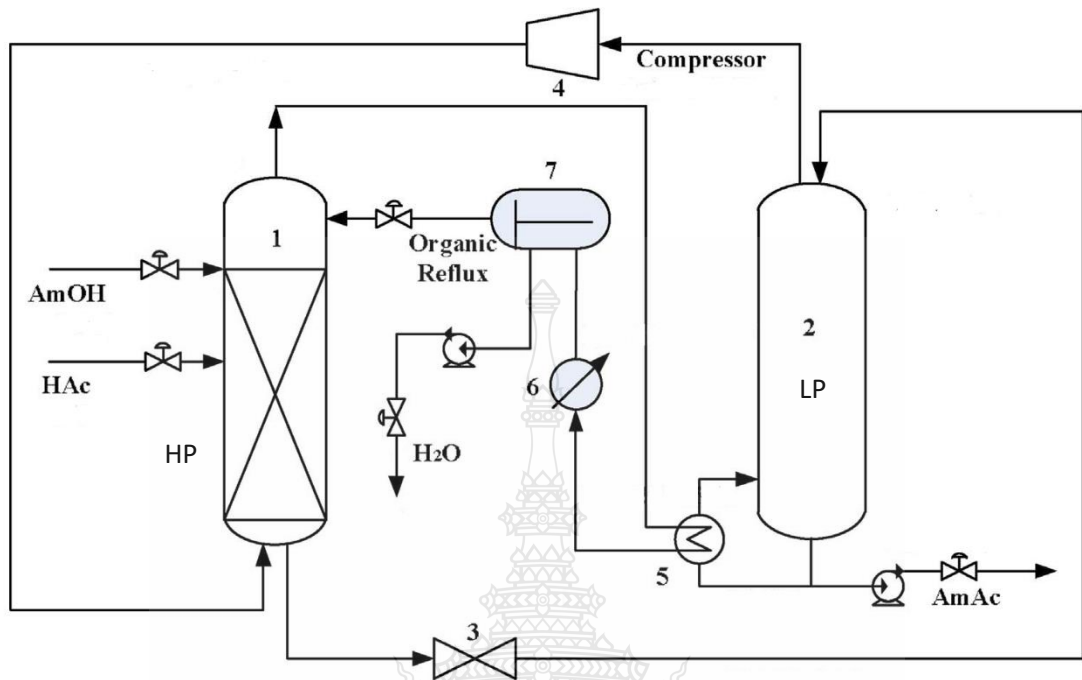 Compressor
4
7
1
Organic
Reflux
AmOH
2
HAc
LP
6
HP
H₂O
5
AmAc
3